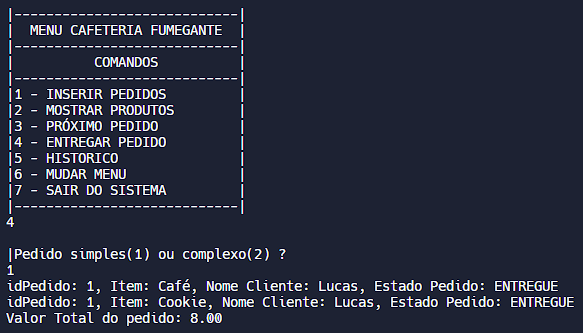 |----------------------------|
|  MENU CAFETERIA FUMEGANTE  |
|----------------------------|
|          COMANDOS          |
|----------------------------|
|1 - INSERIR PEDIDOS         |
|2 - MOSTRAR PRODUTOS        |
|3 - PRÓXIMO PEDIDO          |
|4 - ENTREGAR PEDIDO         |
|5 - HISTORICO               |
|6 - MUDAR MENU              |
|7 - SAIR DO SISTEMA         |
|----------------------------|
4
|Pedido simples(1) ou complexo(2) ?
1
idPedido: 1, Item: Café, Nome Cliente: Lucas, Estado Pedido: ENTREGUE
idPedido: 1, Item: Cookie, Nome Cliente: Lucas, Estado Pedido: ENTREGUE
Valor Total do pedido: 8.00